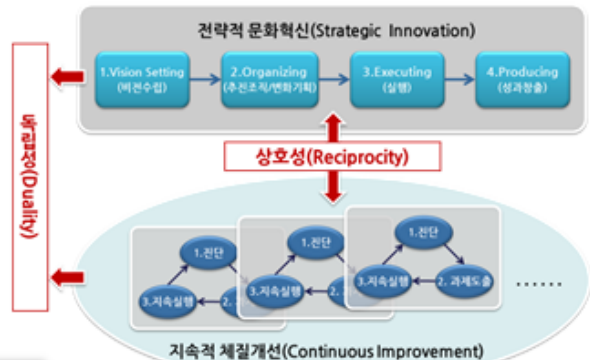 전략적 문화혁신(Strategic Innovation)
1.Vision Setting
(비전수립)
2.Organizing
(추진조직/변화기획)
3.Executing
(실행)
4.Producing
(성과창출)
독립성(Duality)
상호성(Reciprocity)
1.진단
3.지속실행
2.
1.진단
3.지속실행
2.
1.진단
3.지속실행
2. 과제도출
......
지속적 체질개선(Continuous Improvement)